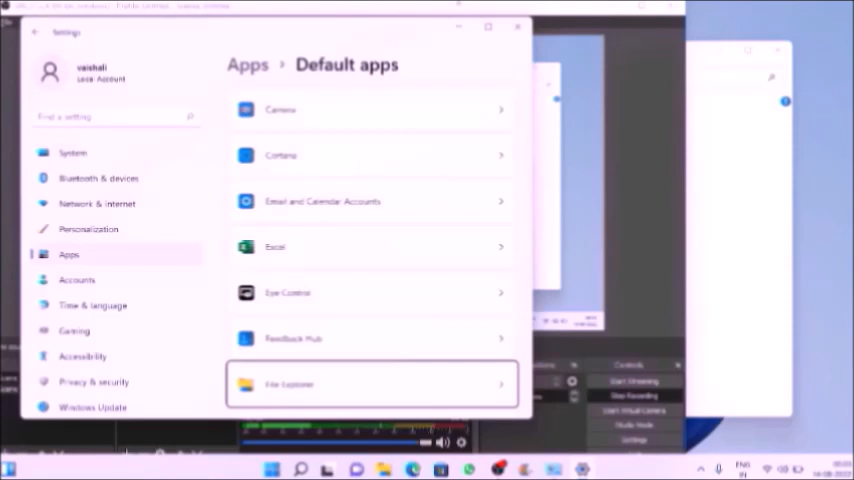 Settings
Apps > Default apps
vaishali
Local Account
Find a setting
System
Bluetooth & devices
Network & internet
Personalization
Apps
Accounts
Time & language
Gaming
Accessibility
Privacy & security
Windows Update
Camera
Cortana
Email and Calendar Accounts
Excel
Eye Control
Feedback Hub
File Explorer
Controls
Start Streaming
Stop Recording
Start Virtual Camera
Studio Mode
Settings
ENG
IN